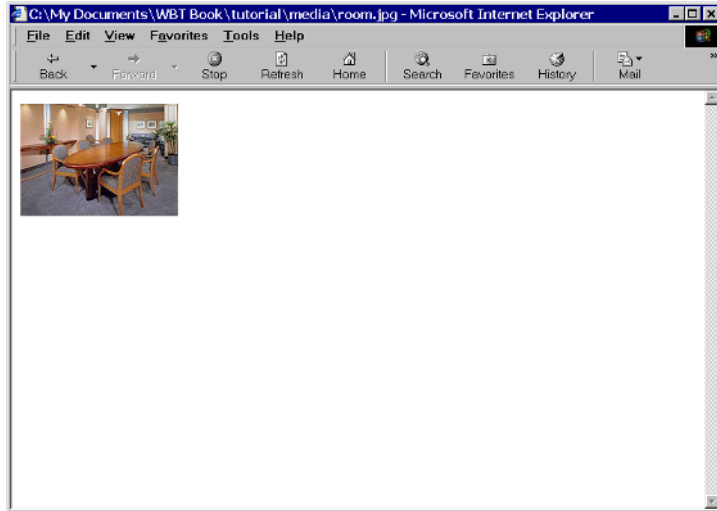 C:\My Documents\WBT Book\tutorial\media\room.jpg - Microsoft Internet Explorer
File Edit View Favorites Tools Help
Back Forward Stop Refresh Home Search Favorites History Mail